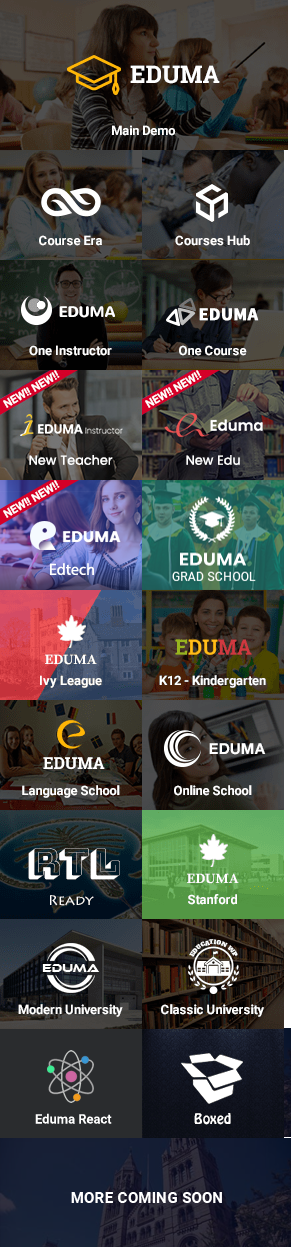 EDUMA
Main Demo
Course Era
Courses Hub
EDUMA
One Instructor
EDUMA
One Course
NEW!! NEW!!
EDUMA Instructor
New Teacher
NEW!! NEW!!
Eduma
New Edu
NEW!! NEW!!
EDUMA
Edtech
EDUMA
GRAD SCHOOL
EDUMA
Ivy League
EDUMA
K12 - Kindergarten
EDUMA
Language School
EDUMA
Online School
RTL
READY
EDUMA
Stanford
EDUMA
Modern University
EDUCATION WP
Classic University
Eduma React
Boxed
MORE COMING SOON